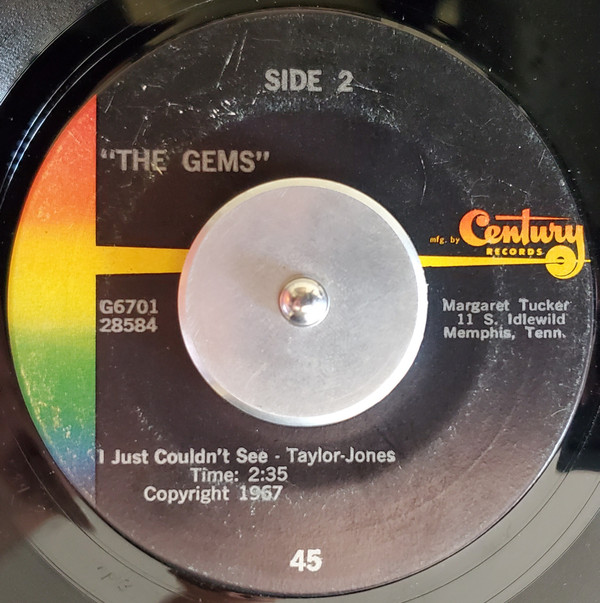 SIDE 2
"THE GEMS"
mfg. by Century
RECORDS
G6701
28584
Margaret Tucker
11 S. Idlewild
Memphis, Tenn.
I Just Couldn't See - Taylor-Jones
Time: 2:35
Copyright 1967
45